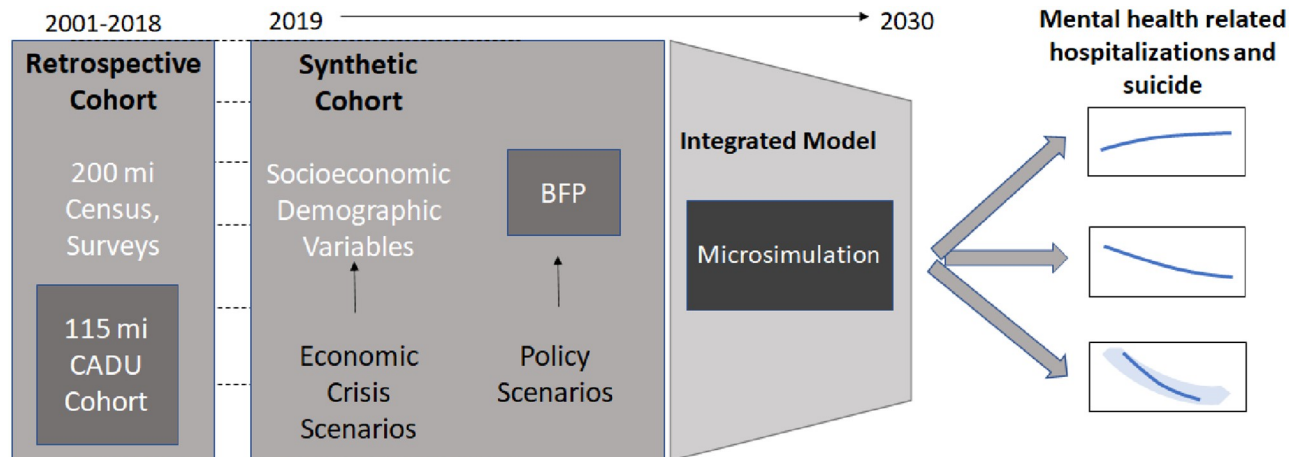 2001-2018
2019
2030
Mental health related
hospitalizations and
suicide
Retrospective
Cohort
200 mi
Census,
Surveys
115 mi
CADU
Cohort
Synthetic
Cohort
Socioeconomic
Demographic
Variables
BFP
Economic
Crisis
Scenarios
Policy
Scenarios
Integrated Model
Microsimulation